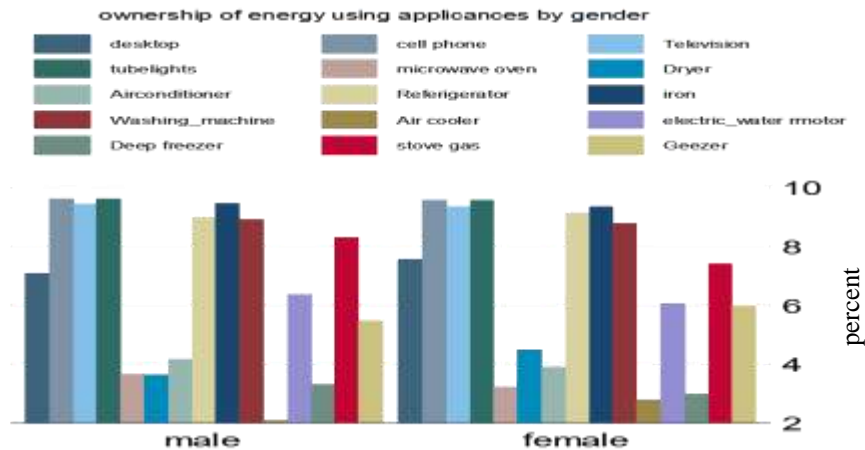 ownership of energy using applicances by gender
desktop cell phone Television
tubelights microwave oven Dryer
Airconditioner Referigerator iron
Washing_machine Air cooler electric_water rmotor
Deep freezer stove gas Geezer
10
8
6
4
2
percent
male female